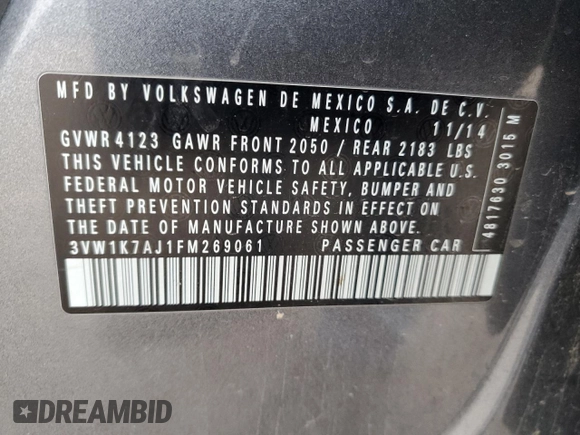 MFD BY VOLKSWAGEN DE MEXICO S.A. DE C.V.
MEXICO 11/14
GVWR 4123 GAWR FRONT 2050 / REAR 2183 LBS
THIS VEHICLE CONFORMS TO ALL APPLICABLE U.S.
FEDERAL MOTOR VEHICLE SAFETY, BUMPER AND
THEFT PREVENTION STANDARDS IN EFFECT ON
THE DATE OF MANUFACTURE SHOWN ABOVE.
3VW1K7AJ1FM269061 PASSENGER CAR
4817630 3015 M
DREAMBID